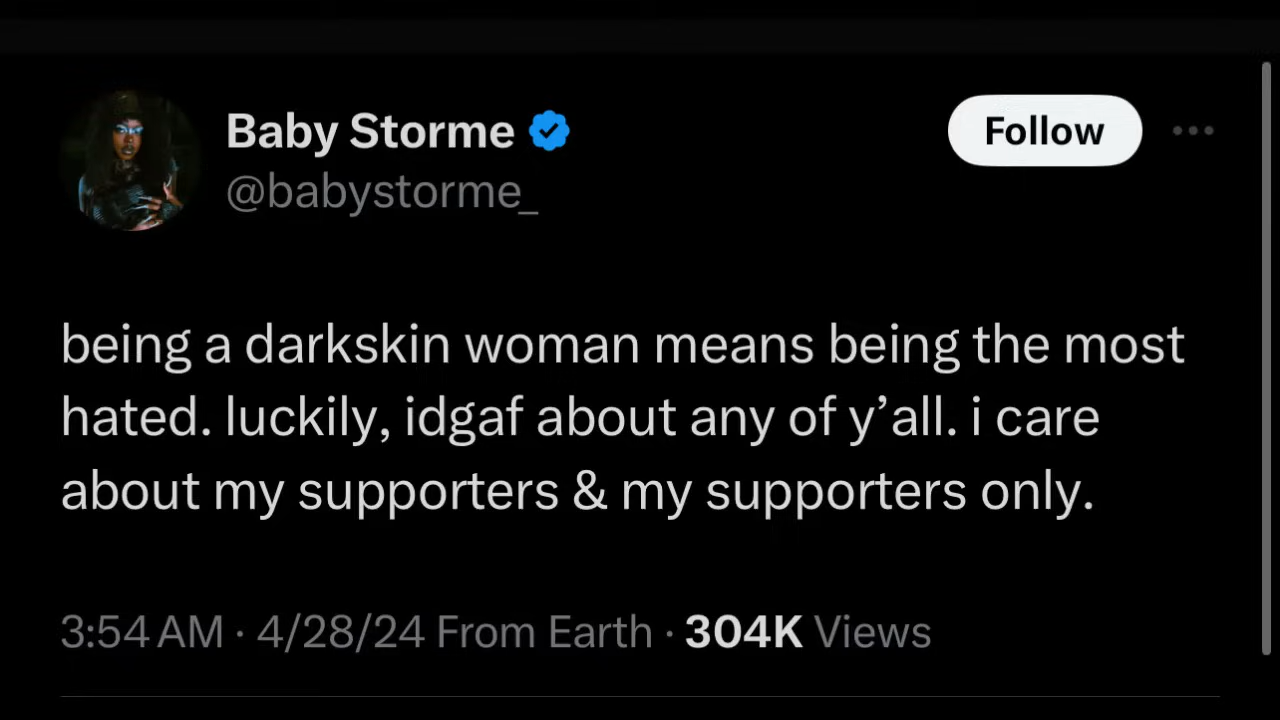 Baby Storme
@babystorme_
Follow
being a darkskin woman means being the most
hated. luckily, idgaf about any of y’all. i care
about my supporters & my supporters only.
3:54 AM · 4/28/24 From Earth · 304K Views